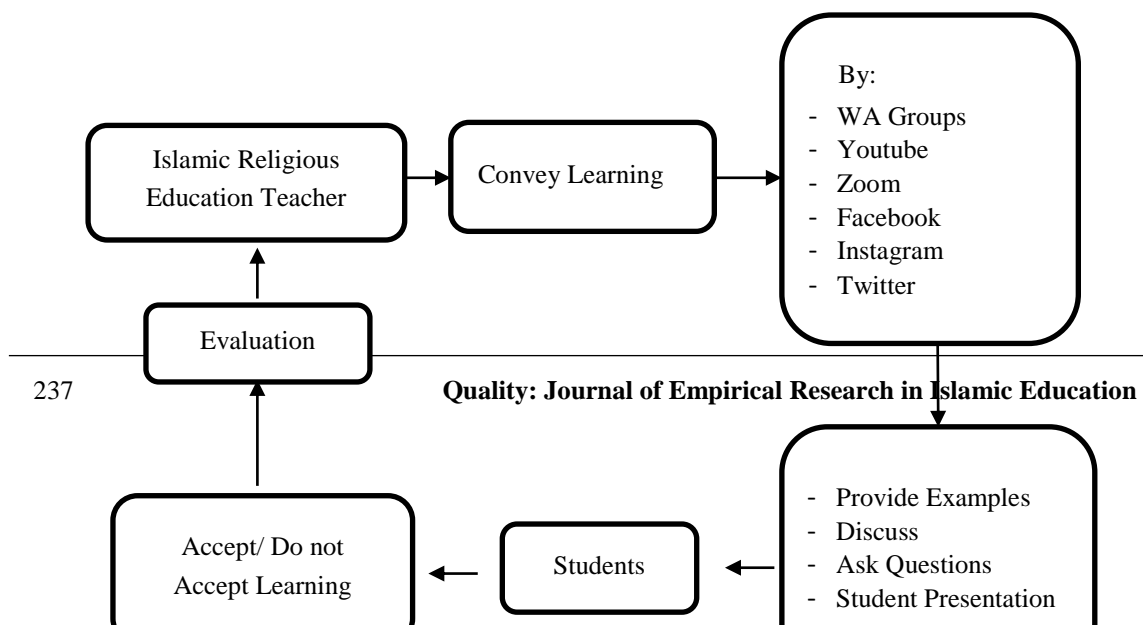 By:
- WA Groups
- Youtube
- Zoom
- Facebook
- Instagram
- Twitter
Islamic Religious
Education Teacher
Convey Learning
Evaluation
237
Quality: Journal of Empirical Research in Islamic Education
- Provide Examples
- Discuss
- Ask Questions
- Student Presentation
Students
Accept/ Do not
Accept Learning